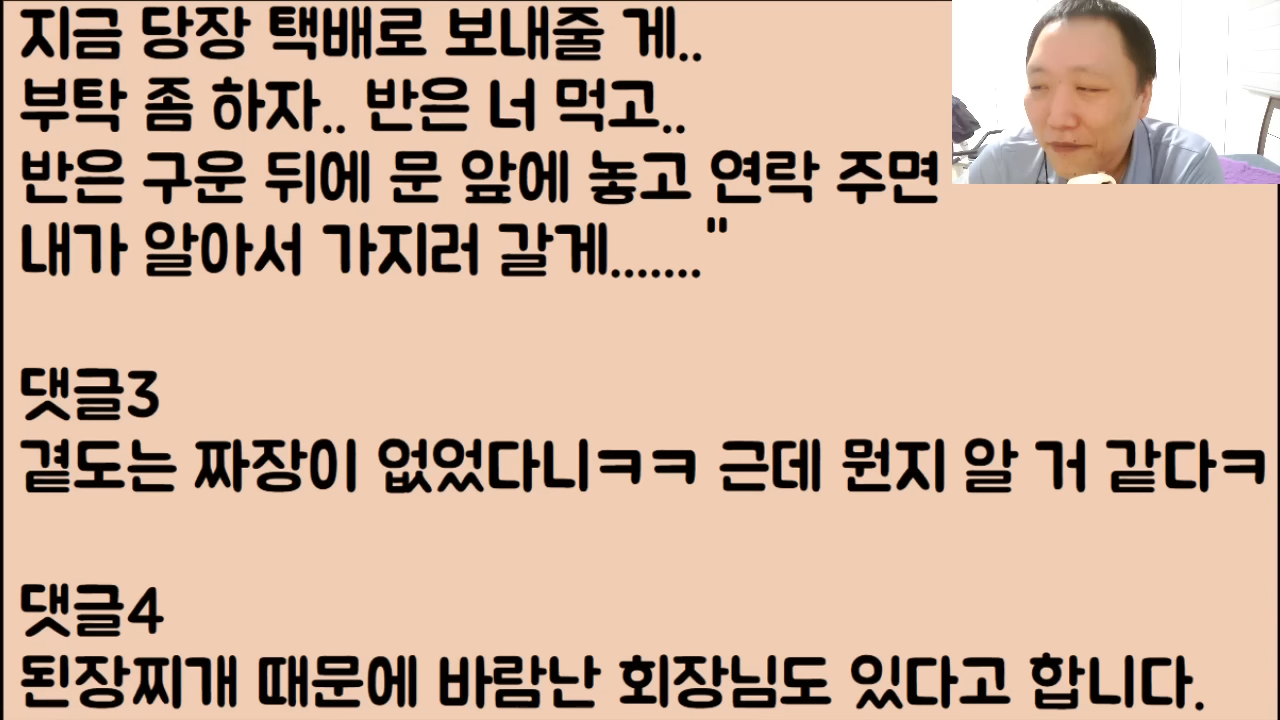 지금 당장 택배로 보내줄 게..
부탁 좀 하자.. 반은 너 먹고..
반은 구운 뒤에 문 앞에 놓고 연락 주면
내가 알아서 가지러 갈게......."
댓글3
곁도는 짜장이 없었다니ㅋㅋ 근데 뭔지 알 거 같다ㅋ
댓글4
된장찌개 때문에 바람난 회장님도 있다고 합니다.